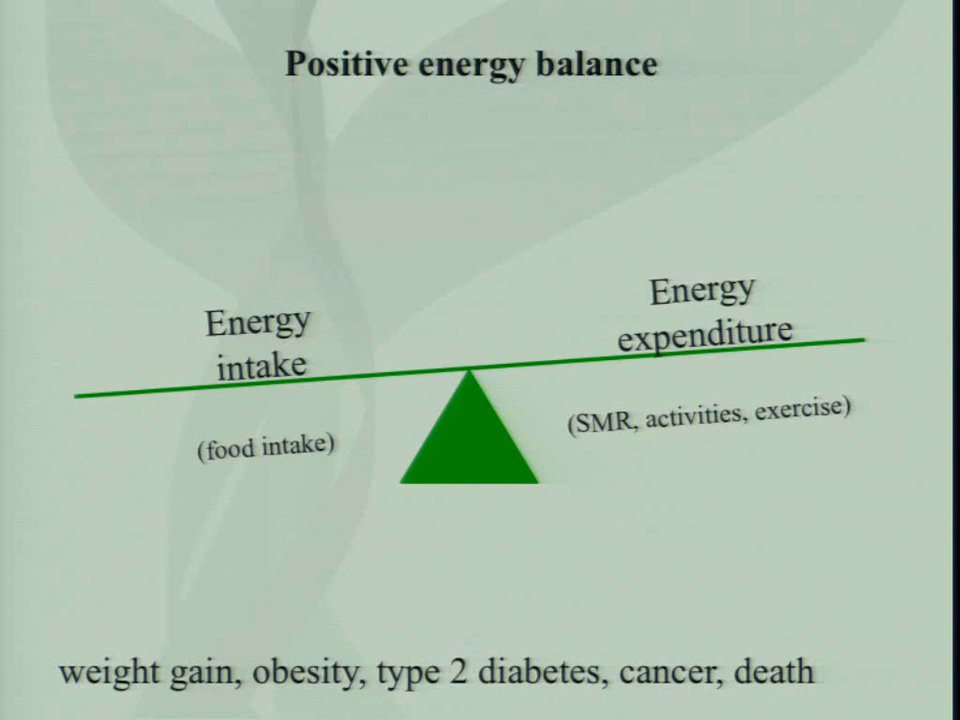 Positive energy balance
Energy
intake
Energy
expenditure
(food intake)
(SMR, activities, exercise)
weight gain, obesity, type 2 diabetes, cancer, death